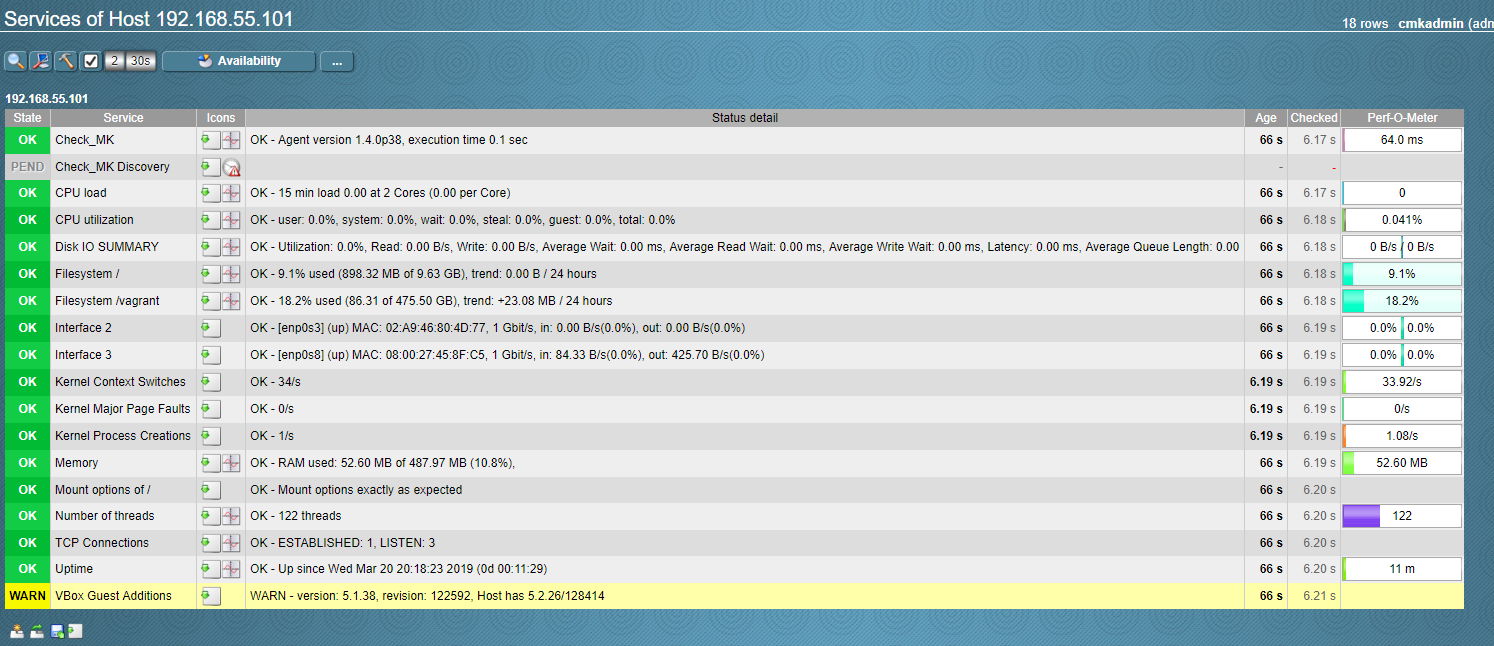 Services of Host 192.168.55.101
18 rows cmkadmin (adn
2 30s Availability ...
192.168.55.101
State Service Icons Status detail Age Checked Perf-O-Meter
OK Check_MK OK - Agent version 1.4.0p38, execution time 0.1 sec 66 s 6.17 s 64.0 ms
PEND Check_MK Discovery - -
OK CPU load OK - 15 min load 0.00 at 2 Cores (0.00 per Core) 66 s 6.17 s 0
OK CPU utilization OK - user: 0.0%, system: 0.0%, wait: 0.0%, steal: 0.0%, guest: 0.0%, total: 0.0% 66 s 6.18 s 0.041%
OK Disk IO SUMMARY OK - Utilization: 0.0%, Read: 0.00 B/s, Write: 0.00 B/s, Average Wait: 0.00 ms, Average Read Wait: 0.00 ms, Average Write Wait: 0.00 ms, Latency: 0.00 ms, Average Queue Length: 0.00 66 s 6.18 s 0 B/s / 0 B/s
OK Filesystem / OK - 9.1% used (898.32 MB of 9.63 GB), trend: 0.00 B / 24 hours 66 s 6.18 s 9.1%
OK Filesystem /vagrant OK - 18.2% used (86.31 of 475.50 GB), trend: +23.08 MB / 24 hours 66 s 6.18 s 18.2%
OK Interface 2 OK - [enp0s3] (up) MAC: 02:A9:46:80:4D:77, 1 Gbit/s, in: 0.00 B/s(0.0%), out: 0.00 B/s(0.0%) 66 s 6.19 s 0.0% 0.0%
OK Interface 3 OK - [enp0s8] (up) MAC: 08:00:27:45:8F:C5, 1 Gbit/s, in: 84.33 B/s(0.0%), out: 425.70 B/s(0.0%) 66 s 6.19 s 0.0% 0.0%
OK Kernel Context Switches OK - 34/s 6.19 s 6.19 s 33.92/s
OK Kernel Major Page Faults OK - 0/s 6.19 s 6.19 s 0/s
OK Kernel Process Creations OK - 1/s 6.19 s 6.19 s 1.08/s
OK Memory OK - RAM used: 52.60 MB of 487.97 MB (10.8%), 66 s 6.19 s 52.60 MB
OK Mount options of / OK - Mount options exactly as expected 66 s 6.20 s
OK Number of threads OK - 122 threads 66 s 6.20 s 122
OK TCP Connections OK - ESTABLISHED: 1, LISTEN: 3 66 s 6.20 s
OK Uptime OK - Up since Wed Mar 20 20:18:23 2019 (0d 00:11:29) 66 s 6.20 s 11 m
WARN VBox Guest Additions WARN - version: 5.1.38, revision: 122592, Host has 5.2.26/128414 66 s 6.21 s